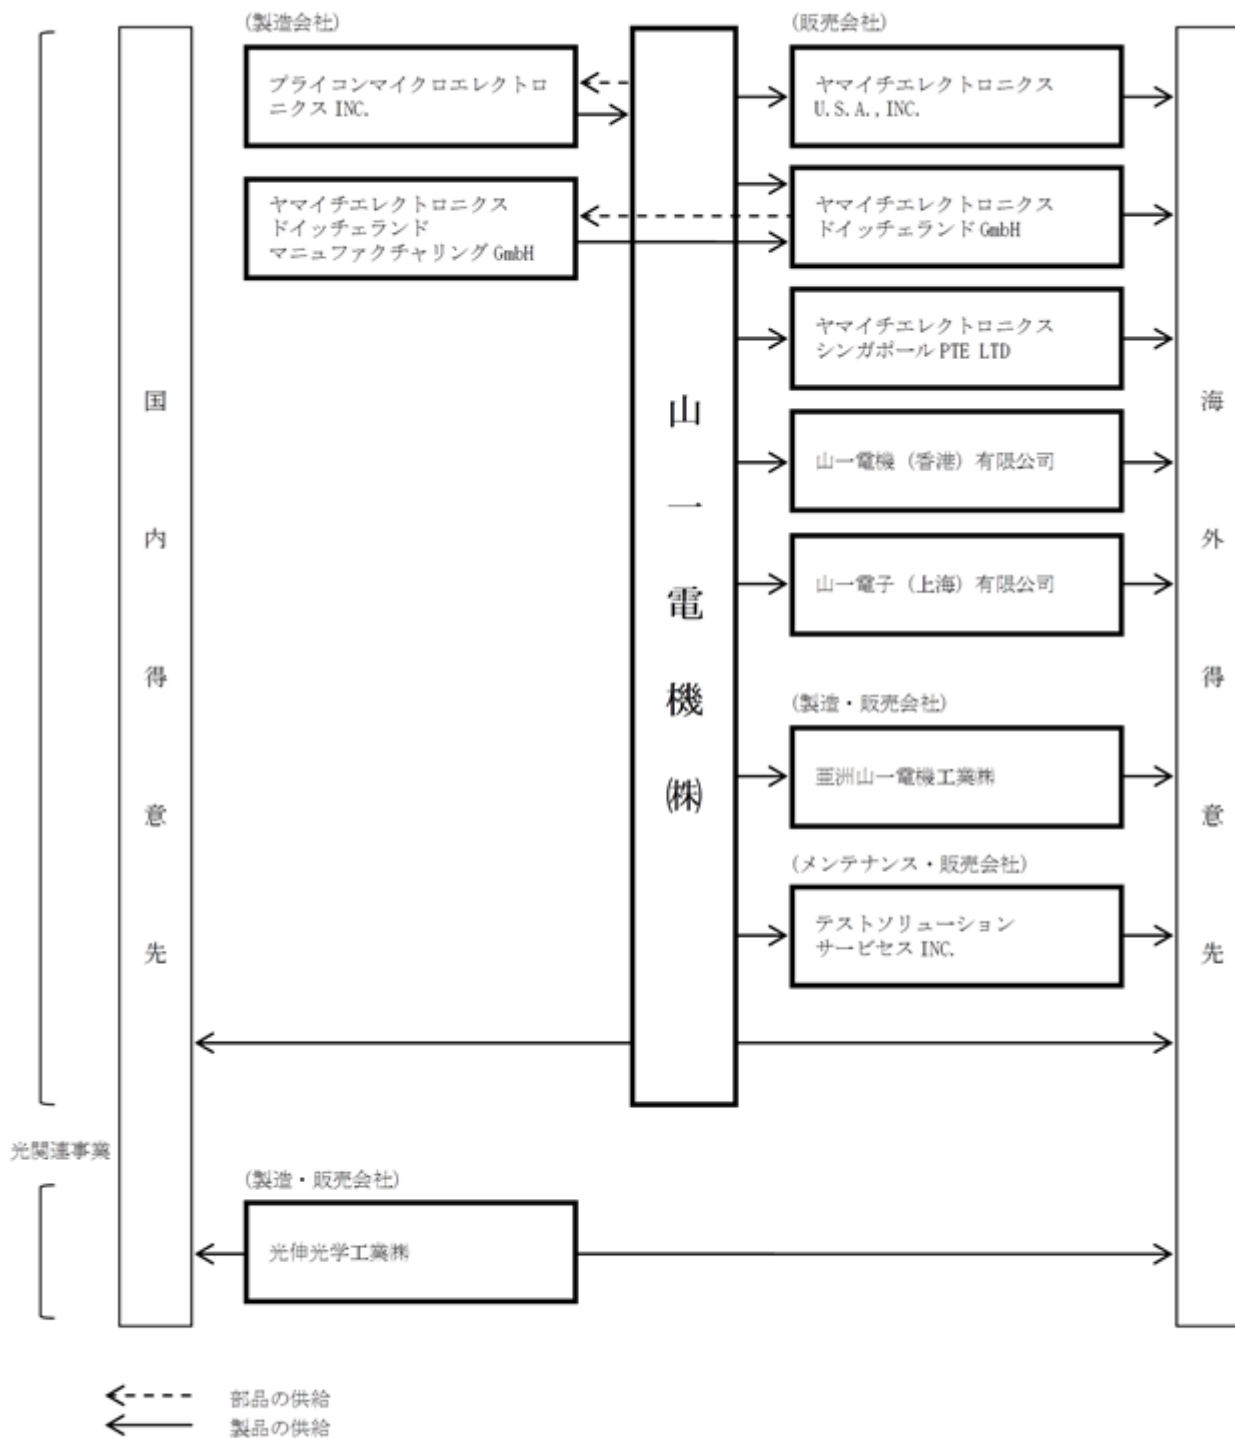 (製造会社)
プライコンマイクロエレクトロ
ニクス INC.
ヤマイチエレクトロニクス
ドイッチェランド
マニュファクチャリング GmbH
(販売会社)
ヤマイチエレクトロニクス
U.S.A.,INC.
ヤマイチエレクトロニクス
ドイッチェランド GmbH
ヤマイチエレクトロニクス
シンガポール PTE LTD
山一電機（香港）有限公司
山一電子（上海）有限公司
(製造・販売会社)
亜洲山一電機工業㈱
(メンテナンス・販売会社)
テストソリューション
サービセス INC.
国内得意先
山一電機㈱
海外得意先
光関連事業
(製造・販売会社)
光伸光学工業㈱
部品の供給
製品の供給